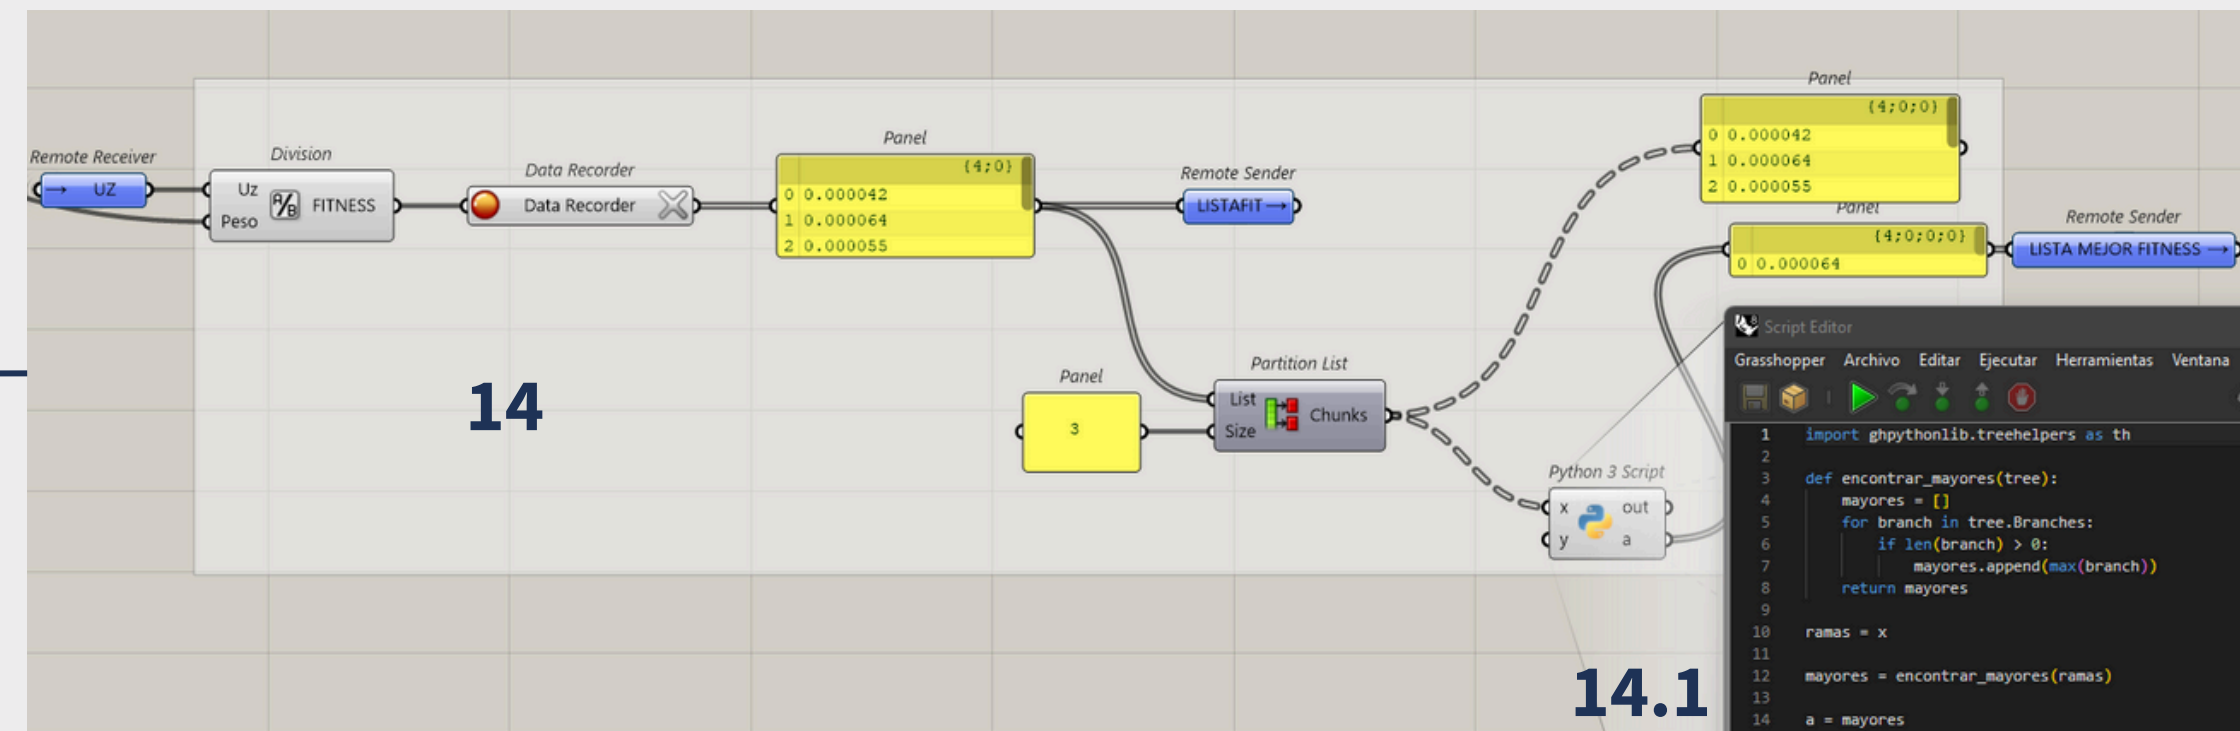 Remote Receiver
→ UZ
Division
Uz
Peso
A/B
FITNESS
Data Recorder
Data Recorder
Panel
{4;0}
0 0.000042
1 0.000064
2 0.000055
Remote Sender
LISTAFIT →
Panel
3
Partition List
List
Size
Chunks
Panel
{4;0;0}
0 0.000042
1 0.000064
2 0.000055
Panel
{4;0;0;0}
0 0.000064
Remote Sender
LISTA MEJOR FITNESS →
Python 3 Script
x
y
out
a
14
14.1
Script Editor
Grasshopper Archivo Editar Ejecutar Herramientas Ventana
1 import ghpythonlib.treehelpers as th
2
3 def encontrar_mayores(tree):
4 mayores = []
5 for branch in tree.Branches:
6 if len(branch) > 0:
7 mayores.append(max(branch))
8 return mayores
9
10 ramas = x
11
12 mayores = encontrar_mayores(ramas)
13
14 a = mayores